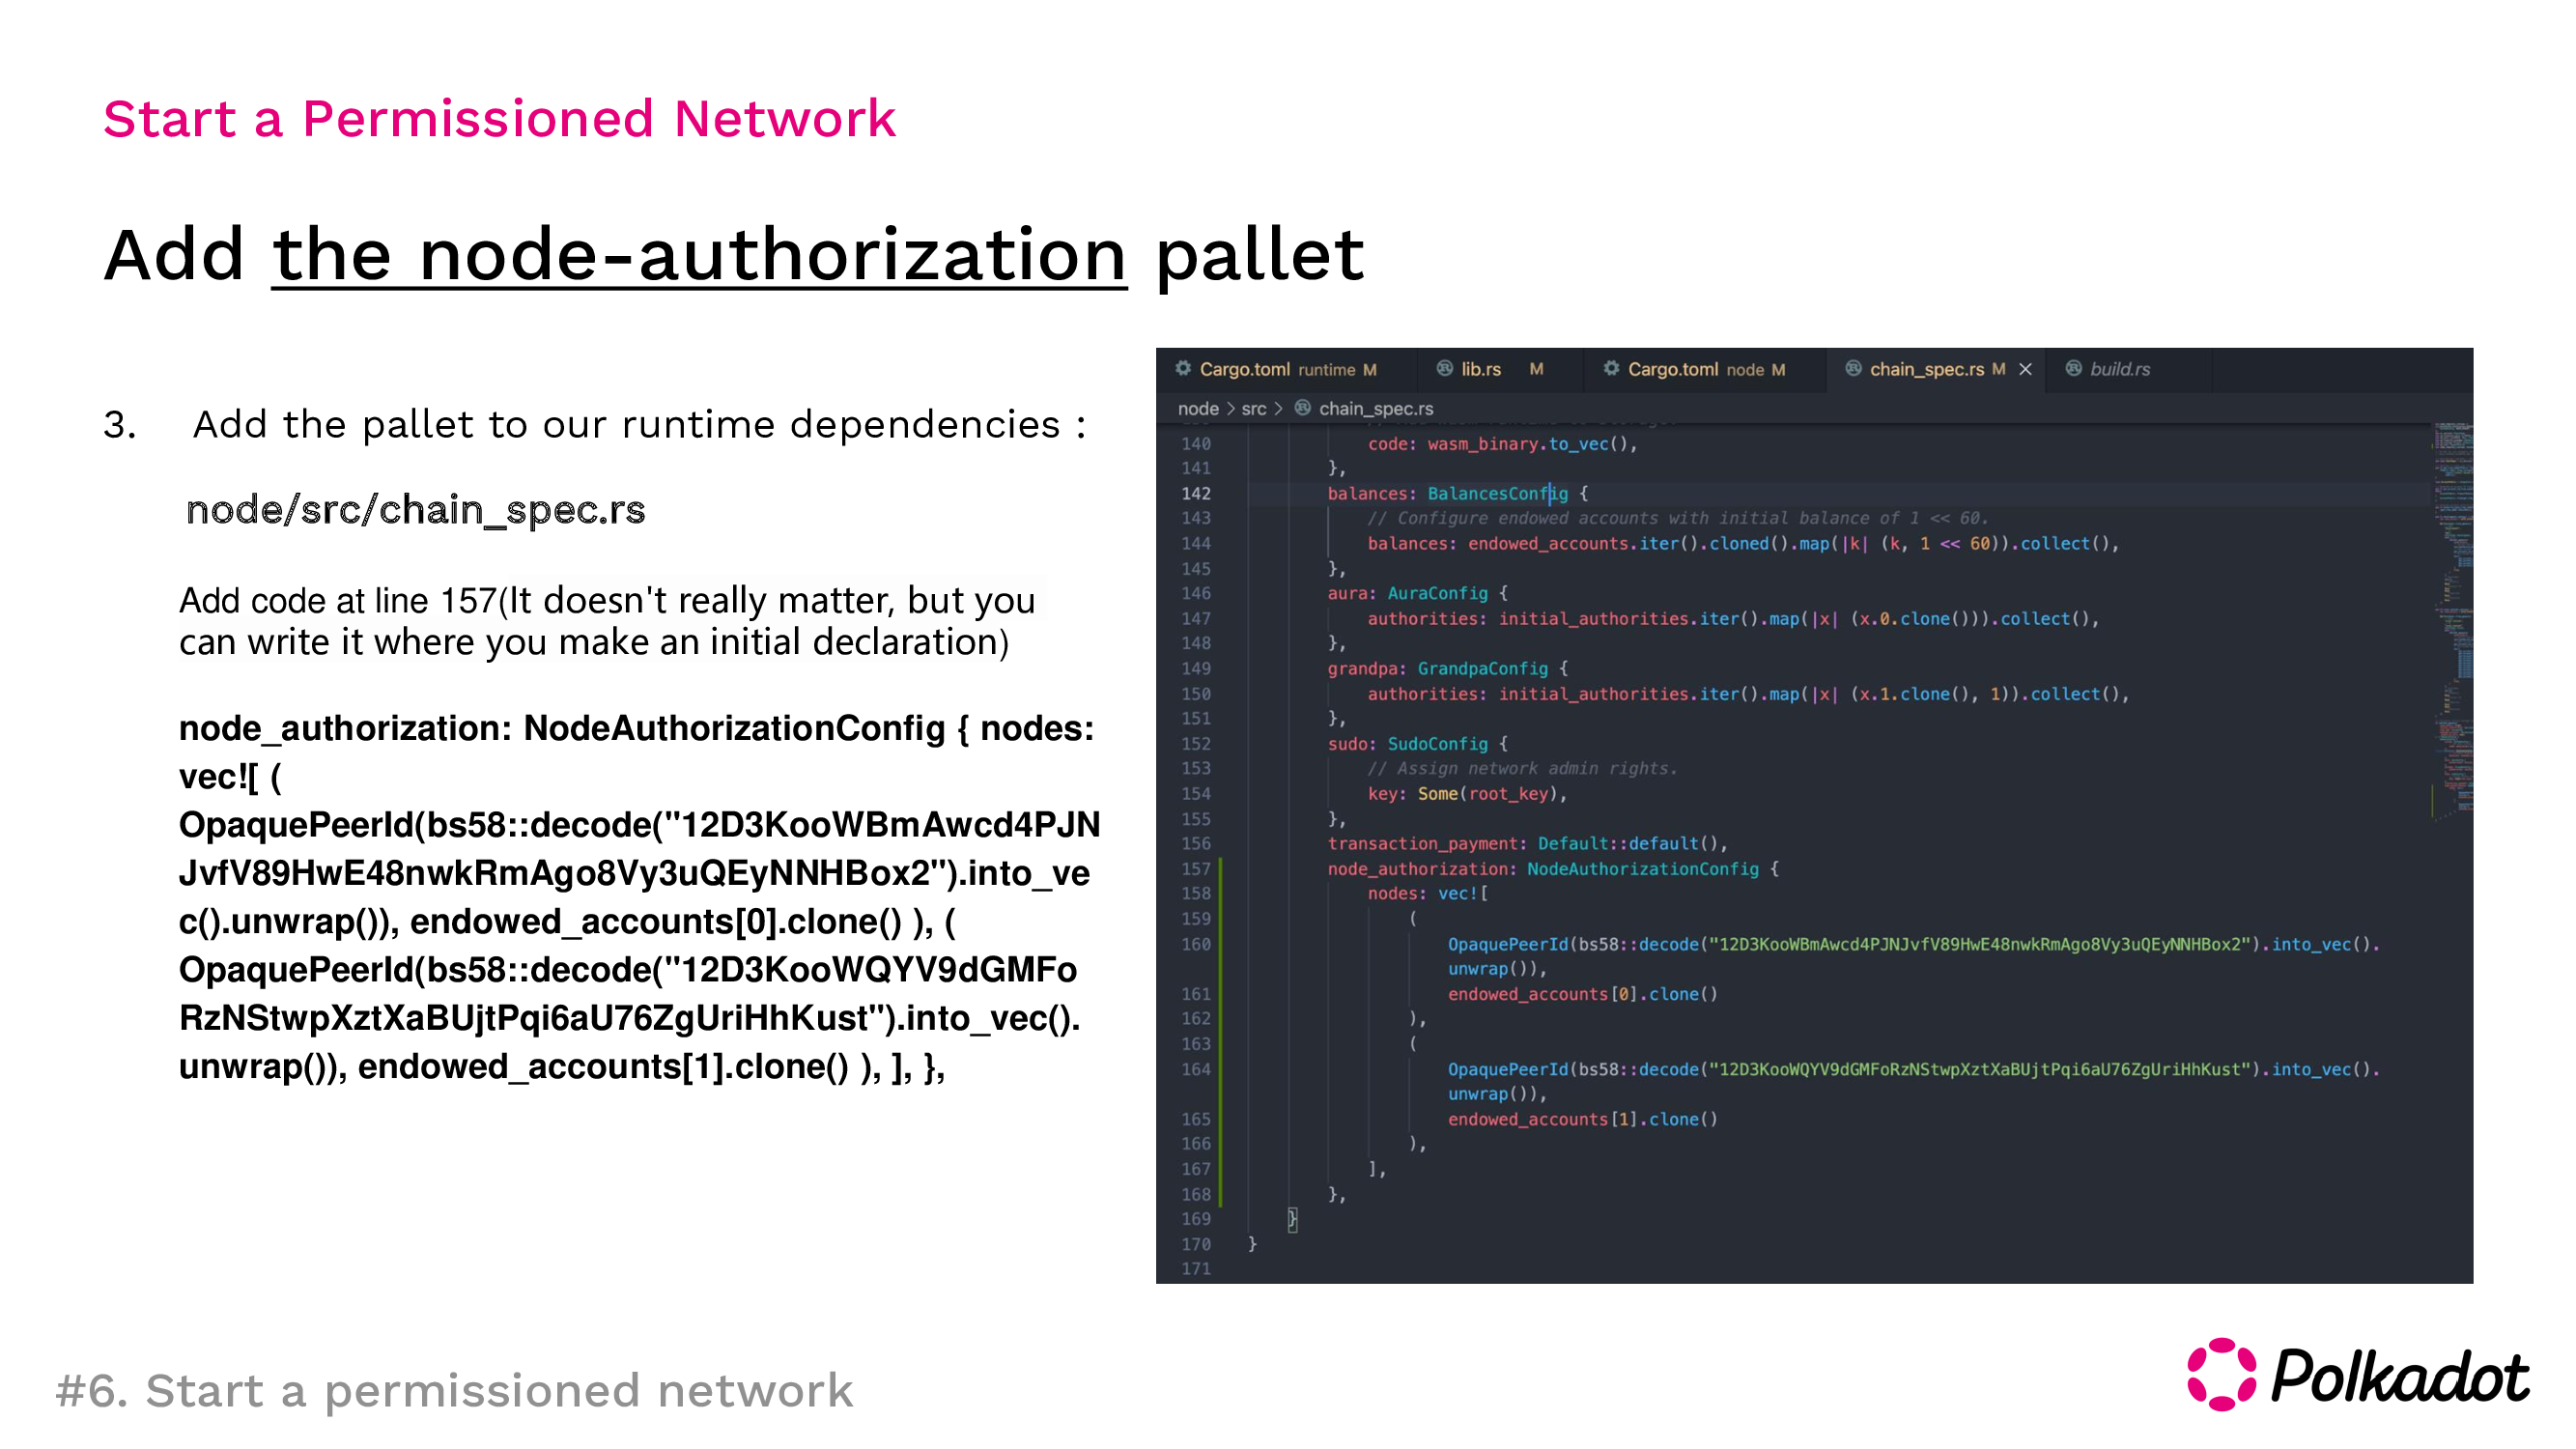 Start a Permissioned Network
Add the node-authorization pallet
3. Add the pallet to our runtime dependencies :
node/src/chain_spec.rs
Add code at line 157(It doesn't really matter, but you
can write it where you make an initial declaration)
node_authorization: NodeAuthorizationConfig { nodes:
vec![ (
OpaquePeerId(bs58::decode("12D3KooWBmAwcd4PJN
JvfV89HwE48nwkRmAgo8Vy3uQEyNNHBox2").into_ve
c().unwrap()), endowed_accounts[0].clone() ), (
OpaquePeerId(bs58::decode("12D3KooWQYV9dGMFo
RzNStwpXztXaBUjtPqi6aU76ZgUriHhKust").into_vec().
unwrap()), endowed_accounts[1].clone() ), ], },
Cargo.toml runtime M lib.rs M Cargo.toml node M chain_spec.rs M × build.rs
node > src > chain_spec.rs
140 code: wasm_binary.to_vec(),
141 },
142 balances: BalancesConfig {
143 // Configure endowed accounts with initial balance of 1 << 60.
144 balances: endowed_accounts.iter().cloned().map(|k| (k, 1 << 60)).collect(),
145 },
146 aura: AuraConfig {
147 authorities: initial_authorities.iter().map(|x| (x.0.clone())).collect(),
148 },
149 grandpa: GrandpaConfig {
150 authorities: initial_authorities.iter().map(|x| (x.1.clone(), 1)).collect(),
151 },
152 sudo: SudoConfig {
153 // Assign network admin rights.
154 key: Some(root_key),
155 },
156 transaction_payment: Default::default(),
157 node_authorization: NodeAuthorizationConfig {
158 nodes: vec![
159 (
160 OpaquePeerId(bs58::decode("12D3KooWBmAwcd4PJNJvfV89HwE48nwkRmAgo8Vy3uQEyNNHBox2").into_vec().
unwrap()),
161 endowed_accounts[0].clone()
162 ),
163 (
164 OpaquePeerId(bs58::decode("12D3KooWQYV9dGMFoRzNStwpXztXaBUjtPqi6aU76ZgUriHhKust").into_vec().
unwrap()),
165 endowed_accounts[1].clone()
166 ),
167 ],
168 },
169 }
170 }
171
#6. Start a permissioned network
Polkadot